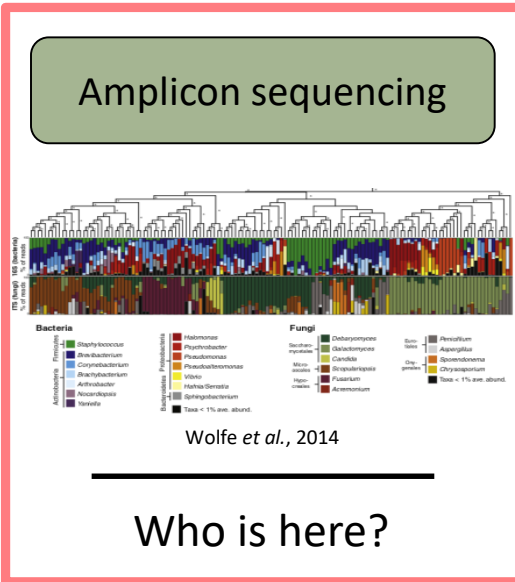 Amplicon sequencing
16S (bacteria)
% of reads
ITS (fungi)
% of reads
Bacteria
Firmicutes
Staphylococcus
Actinobacteria
Brevibacterium
Corynebacterium
Brachybacterium
Arthrobacter
Nocardiopsis
Yaniella
Proteobacteria
Halomonas
Psychrobacter
Pseudomonas
Pseudoalteromonas
Vibrio
Hafnia/Serratia
Bacteroidetes
Sphingobacterium
Taxa < 1% ave. abund.
Fungi
Saccharo-
mycetales
Debaryomyces
Galactomyces
Candida
Micro-
ascales
Scopulariopsis
Hypo-
creales
Fusarium
Acremonium
Euro-
tiales
Penicillium
Aspergillus
Ony-
genales
Sporendonema
Chrysosporium
Taxa < 1% ave. abund.
Wolfe et al., 2014
Who is here?